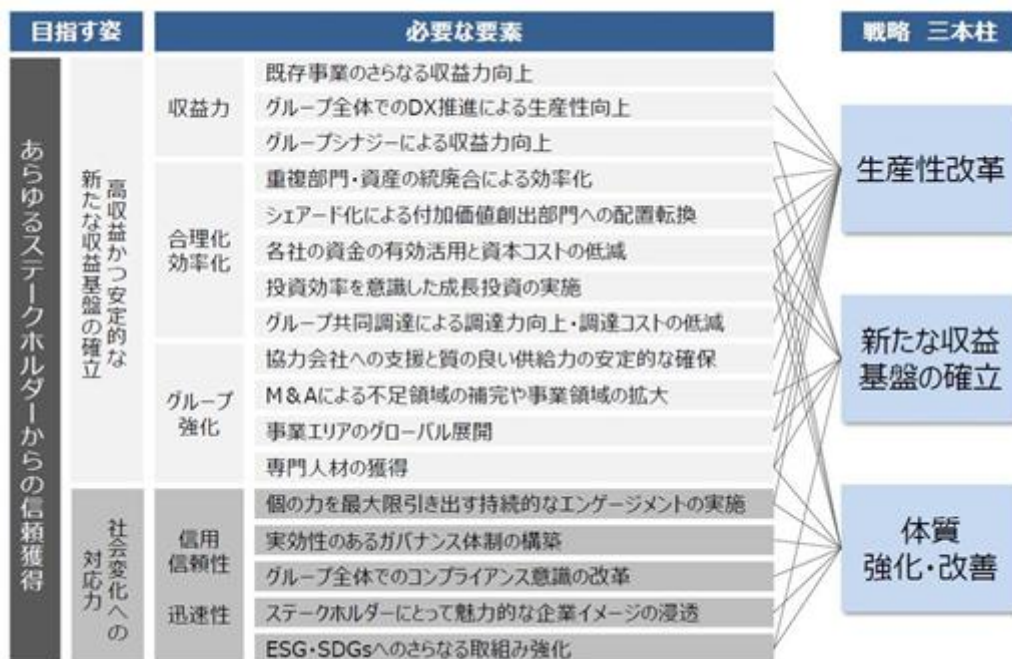 目指す姿
必要な要素
戦略 三本柱
あらゆるステークホルダーからの信頼獲得
高収益かつ安定的な
新たな収益基盤の確立
収益力
既存事業のさらなる収益力向上
グループ全体でのDX推進による生産性向上
グループシナジーによる収益力向上
合理化
効率化
重複部門・資産の統廃合による効率化
シェアード化による付加価値創出部門への配置転換
各社の資金の有効活用と資本コストの低減
投資効率を意識した成長投資の実施
グループ共同調達による調達力向上・調達コストの低減
グループ
強化
協力会社への支援と質の良い供給力の安定的な確保
M&Aによる不足領域の補完や事業領域の拡大
事業エリアのグローバル展開
専門人材の獲得
社会変化への
対応力
信用
信頼性
迅速性
個の力を最大限引き出す持続的なエンゲージメントの実施
実効性のあるガバナンス体制の構築
グループ全体でのコンプライアンス意識の改革
ステークホルダーにとって魅力的な企業イメージの浸透
ESG・SDGsへのさらなる取組み強化
生産性改革
新たな収益
基盤の確立
体質
強化・改善